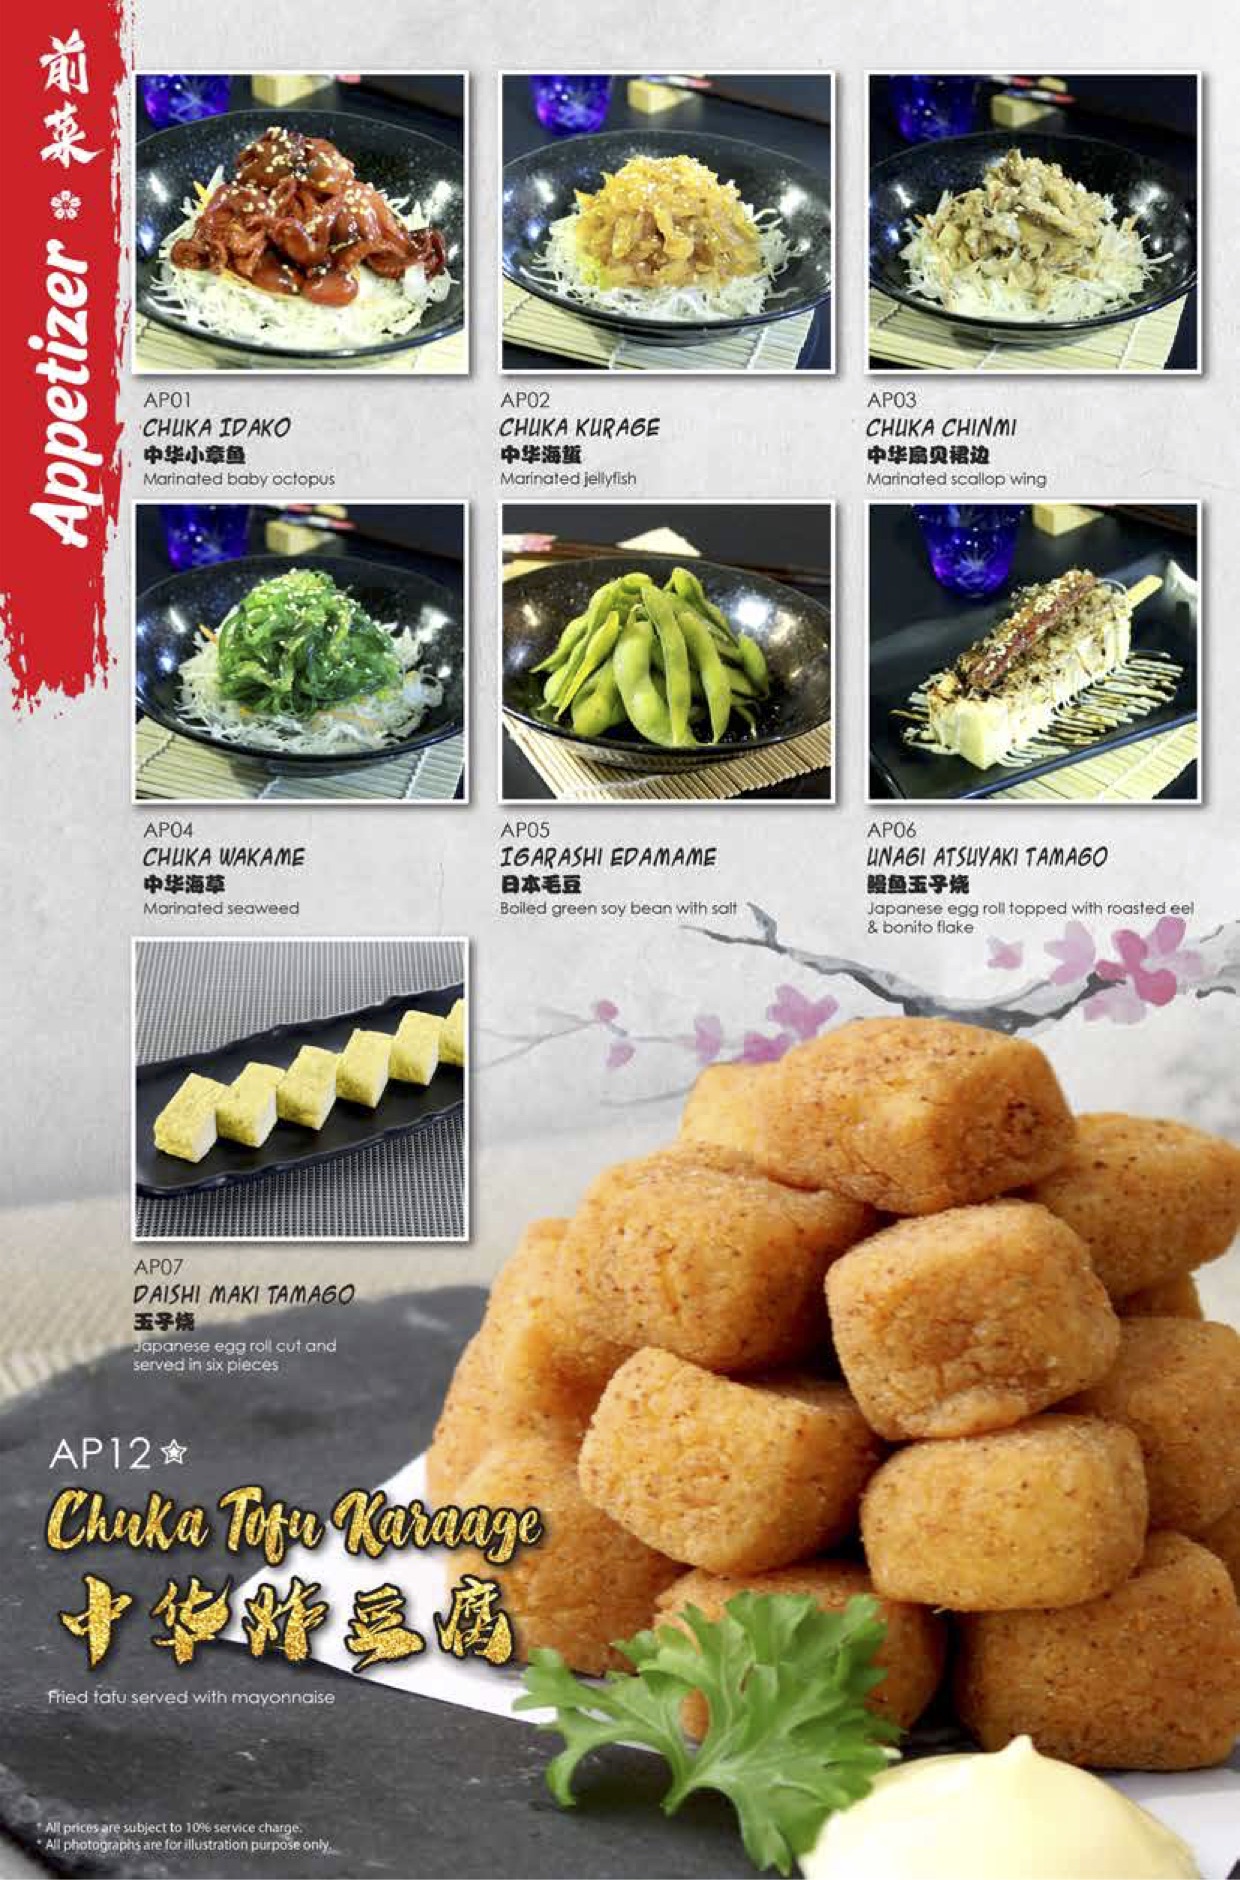 前菜
Appetizer
AP01
CHUKA IDAKO
中华小章鱼
Marinated baby octopus
AP02
CHUKA KURAGE
中华海蜇
Marinated jellyfish
AP03
CHUKA CHINMI
中华扇贝裙边
Marinated scallop wing
AP04
CHUKA WAKAME
中华海草
Marinated seaweed
AP05
IGARASHI EDAMAME
日本毛豆
Boiled green soy bean with salt
AP06
UNAGI ATSUYAKI TAMAGO
鳗鱼玉子烧
Japanese egg roll topped with roasted eel
& bonito flake
AP07
DAISHI MAKI TAMAGO
玉子烧
Japanese egg roll cut and
served in six pieces
AP12
Chuka Tofu Karaage
中华炸豆腐
Fried tafu served with mayonnaise
* All prices are subject to 10% service charge.
* All photographs are for illustration purpose only.